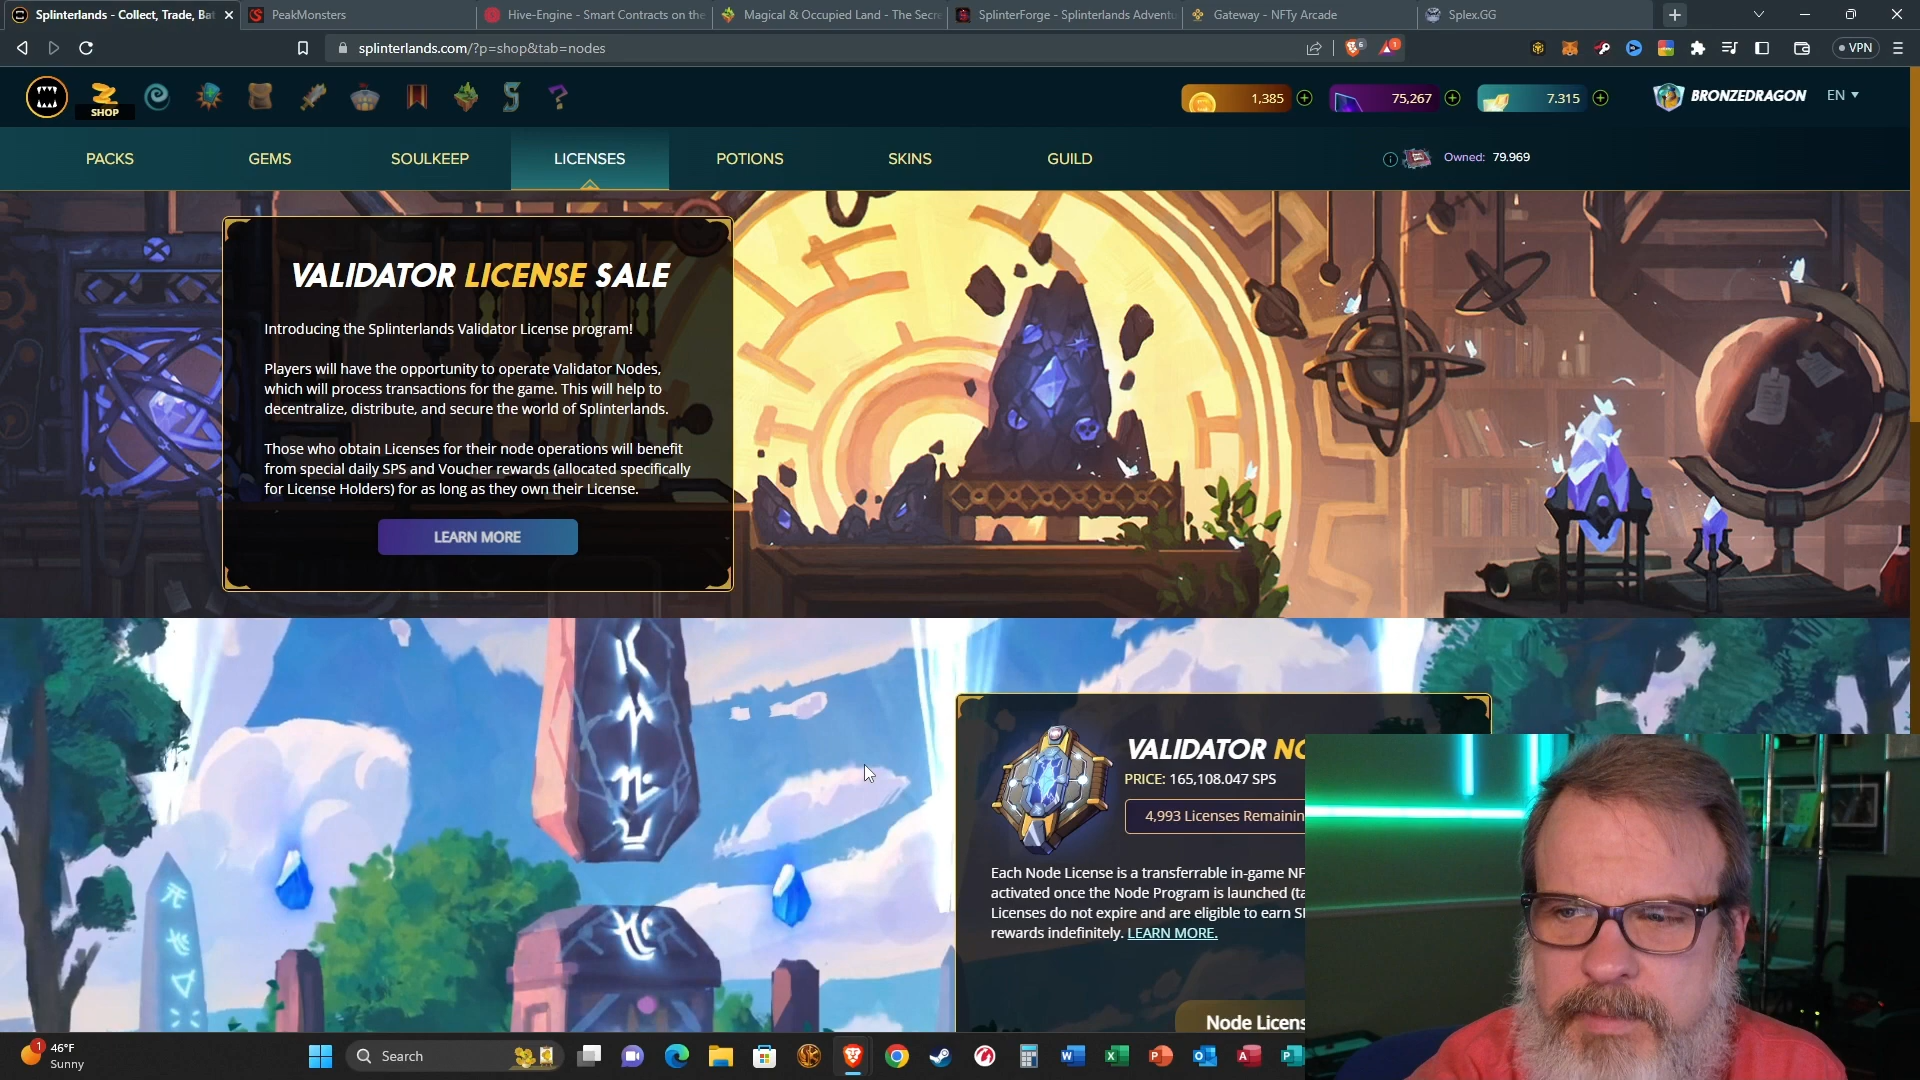 Splinterlands - Collect, Trade, Bat
PeakMonsters
Hive-Engine - Smart Contracts on the
Magical & Occupied Land - The Secre
SplinterForge - Splinterlands Adventu
Gateway - NFTy Arcade
Splex.GG
splinterlands.com/?p=shop&tab=nodes
6
1
VPN
SHOP
1,385
75,267
7.315
BRONZEDRAGON
EN
PACKS
GEMS
SOULKEEP
LICENSES
POTIONS
SKINS
GUILD
Owned: 79.969
VALIDATOR LICENSE SALE
Introducing the Splinterlands Validator License program!
Players will have the opportunity to operate Validator Nodes,
which will process transactions for the game. This will help to
decentralize, distribute, and secure the world of Splinterlands.
Those who obtain Licenses for their node operations will benefit
from special daily SPS and Voucher rewards (allocated specifically
for License Holders) for as long as they own their License.
LEARN MORE
VALIDATOR NO
PRICE: 165,108.047 SPS
4,993 Licenses Remainin
Each Node License is a transferrable in-game NF
activated once the Node Program is launched (ta
Licenses do not expire and are eligible to earn S
rewards indefinitely. LEARN MORE.
Node Licens
1
46°F
Sunny
Search